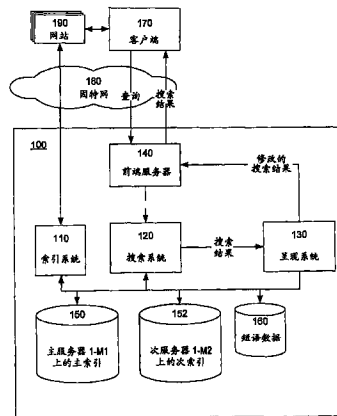 190
网站
170
客户端
180
因特网
查询
搜索
结果
100
140
前端服务器
修改的
搜索结果
110
索引系统
120
搜索系统
搜索
结果
130
呈现系统
150
主服务器 1-M1
上的主索引
152
次服务器 1-M2
上的次索引
160
短语数据